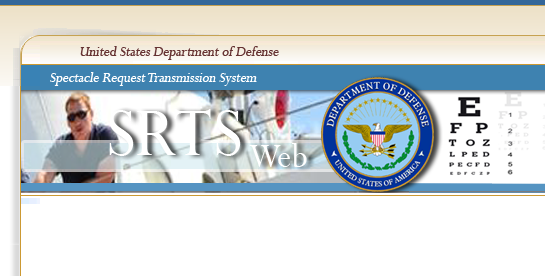 United States Department of Defense
Spectacle Request Transmission System
SRTS
Web
DEPARTMENT OF DEFENSE
UNITED STATES OF AMERICA
E
F P 1
T O Z 2
L P E D 3
P E C F D 4
E D F C Z P 5
6